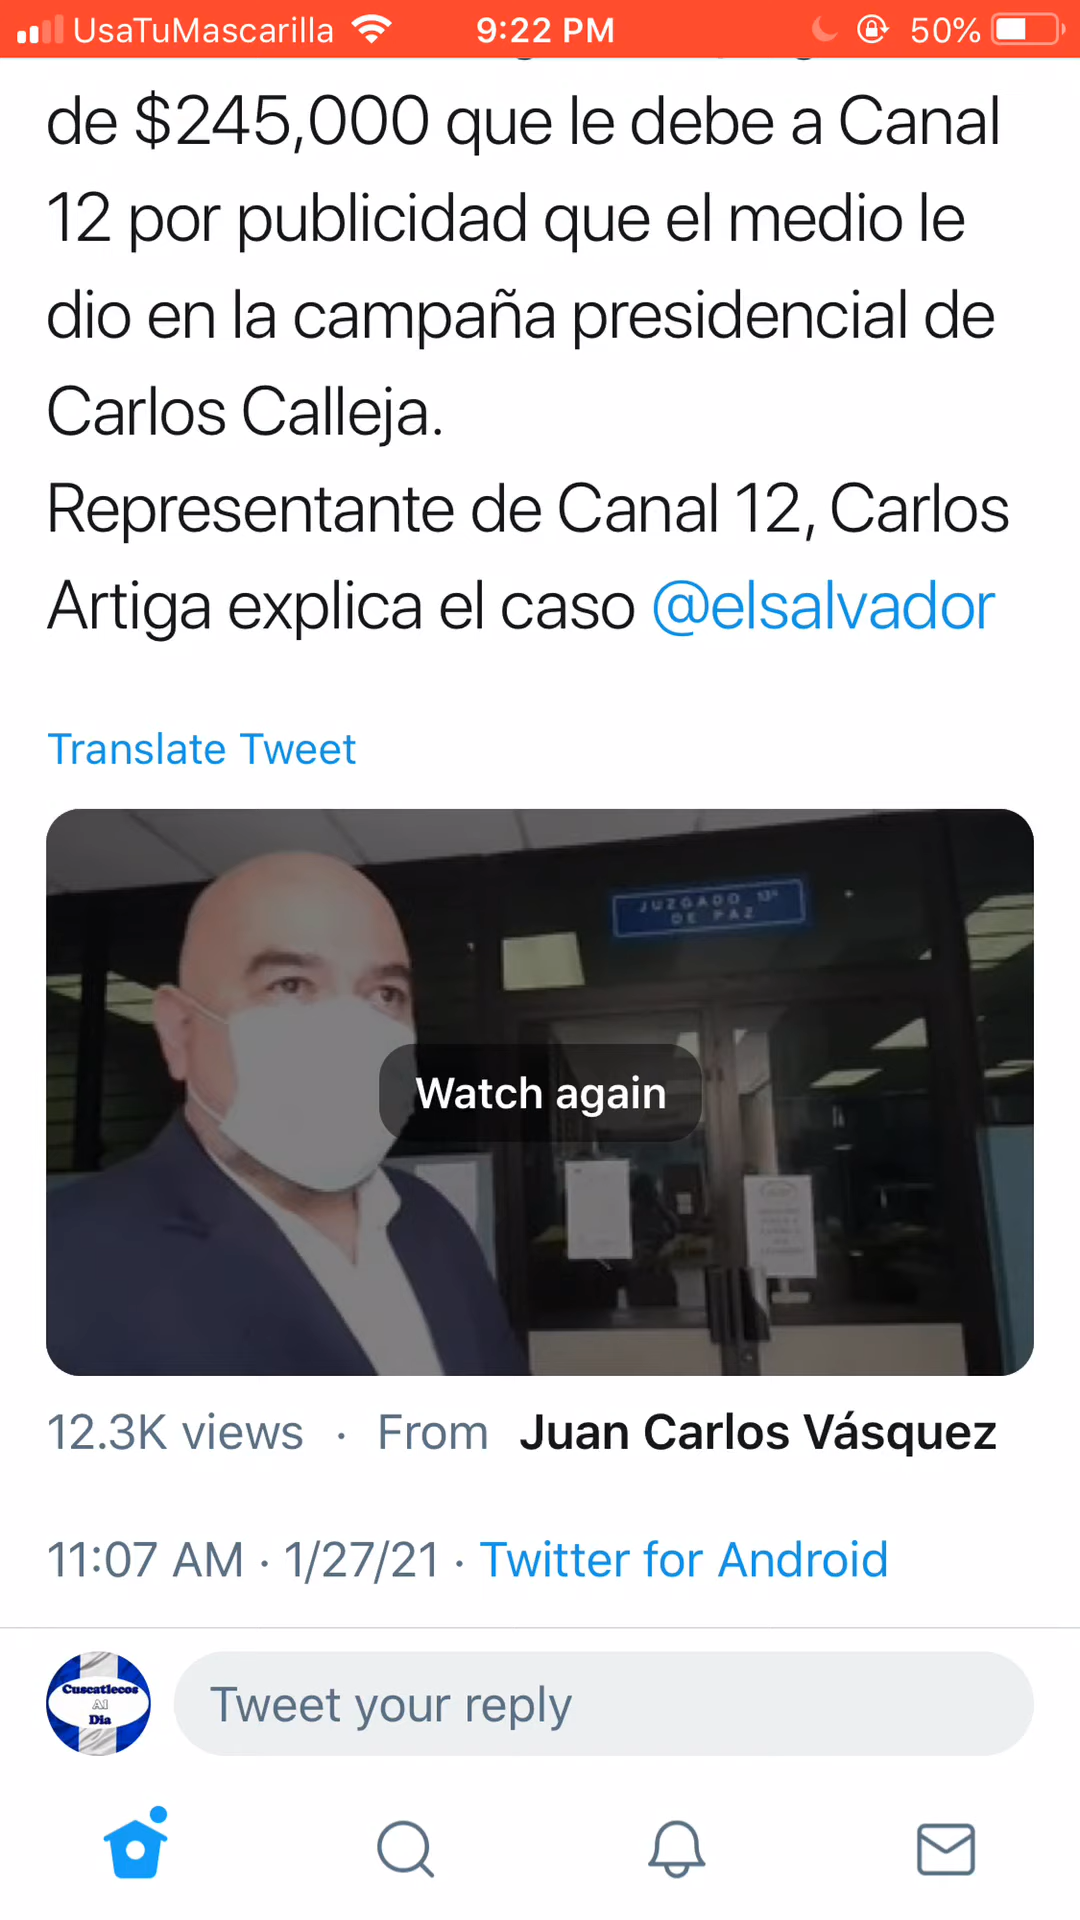 UsaTuMascarilla 9:22 PM 50%
de $245,000 que le debe a Canal
12 por publicidad que el medio le
dio en la campaña presidencial de
Carlos Calleja.
Representante de Canal 12, Carlos
Artiga explica el caso @elsalvador
Translate Tweet
JUZGADO 13º
DE PAZ
Watch again
12.3K views · From Juan Carlos Vásquez
11:07 AM · 1/27/21 · Twitter for Android
Cuscatlecos
Al
Dia
Tweet your reply